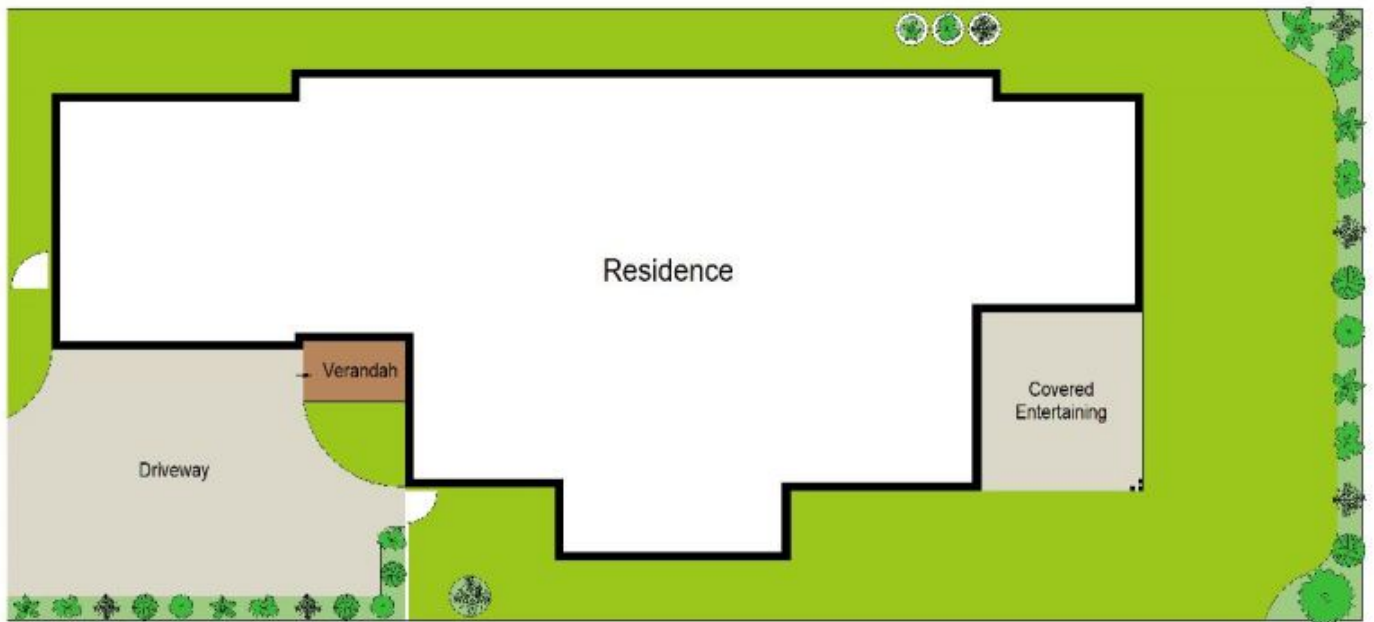 Residence
Verandah
Covered
Entertaining
Driveway